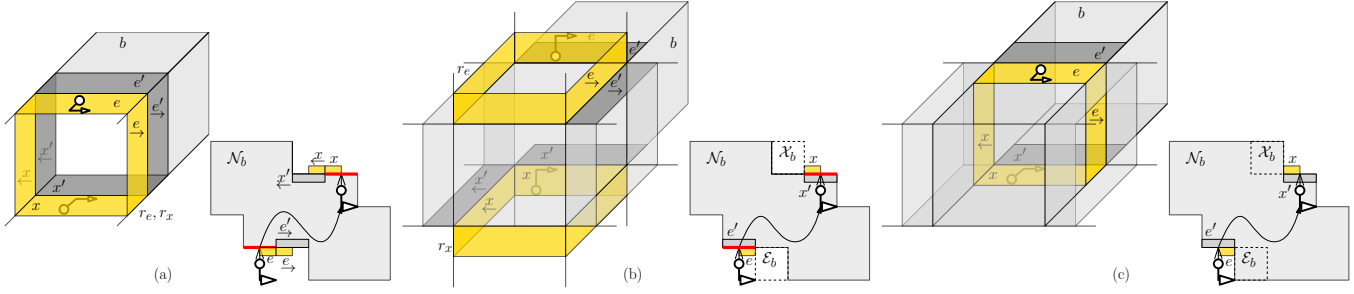 b
e'
e
e'
e
x'
x
x'
x
r_e, r_x
(a)
𝒩_b
x
x
x'
e'
e
e
b
e
e'
r_e
e
e'
x'
x
x'
x
r_x
(b)
𝒩_b
𝒳_b
x
x'
e'
e
ℰ_b
b
e
e
x
x'
x
(c)
𝒩_b
𝒳_b
x
x'
e'
e
ℰ_b